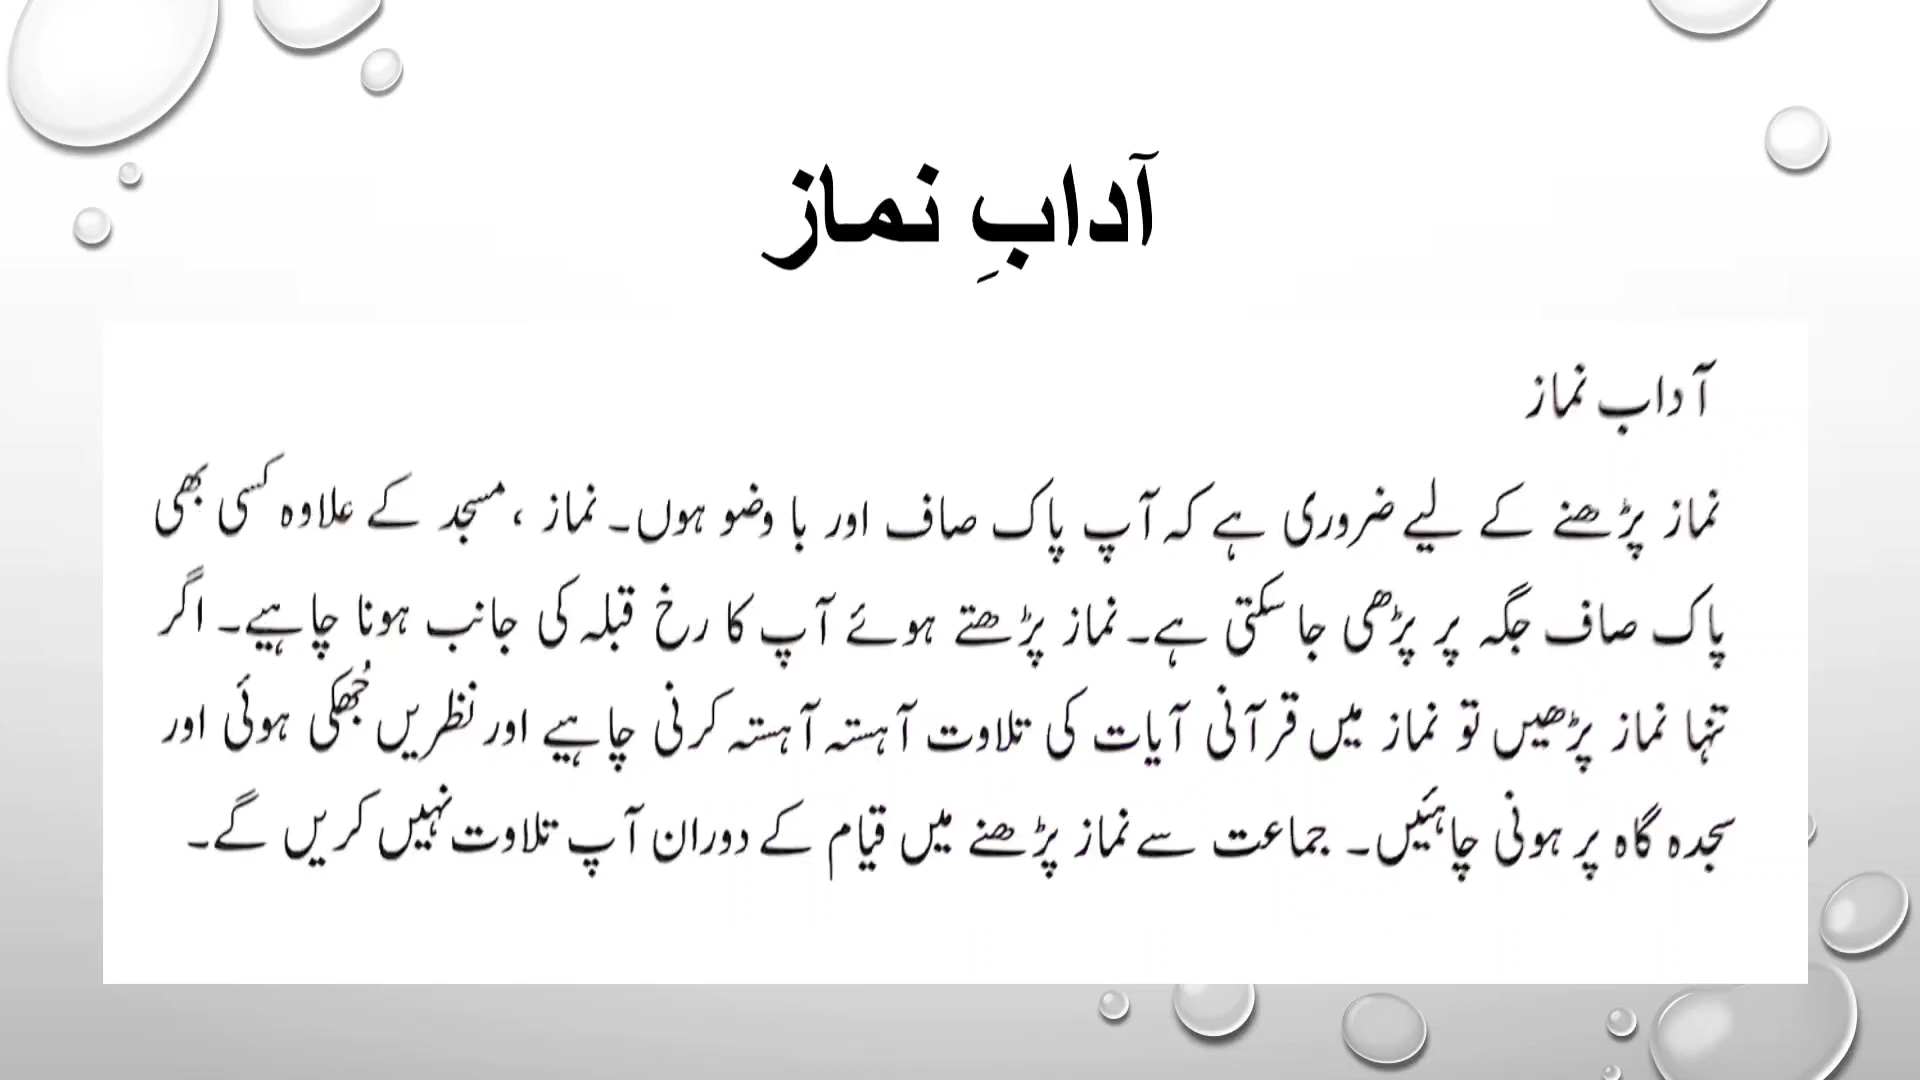 آدابِ نماز
آداب نماز
نماز پڑھنے کے لیے ضروری ہے کہ آپ پاک صاف اور با وضو ہوں۔ نماز ، مسجد کے علاوہ کسی بھی
پاک صاف جگہ پر پڑھی جا سکتی ہے۔ نماز پڑھتے ہوئے آپ کا رخ قبلہ کی جانب ہونا چاہیے۔ اگر
تنہا نماز پڑھیں تو نماز میں قرآنی آیات کی تلاوت آہستہ آہستہ کرنی چاہیے اور نظریں جُھکی ہوئی اور
سجدہ گاہ پر ہونی چاہئیں۔ جماعت سے نماز پڑھنے میں قیام کے دوران آپ تلاوت نہیں کریں گے۔